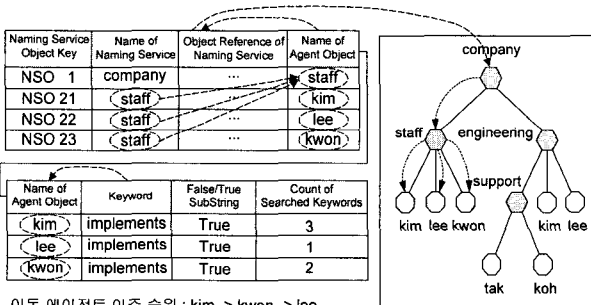 Naming Service Object Key | Name of Naming Service | Object Reference of Naming Service | Name of Agent Object
NSO 1 | company | ... | staff
NSO 21 | staff | ... | kim
NSO 22 | staff | ... | lee
NSO 23 | staff | ... | kwon
Name of Agent Object | Keyword | False/True SubString | Count of Searched Keywords
kim | implements | True | 3
lee | implements | True | 1
kwon | implements | True | 2
이동 에이전트 이주 순위 : kim -> kwon -> lee
company
staff engineering
support
kim lee kwon kim lee
tak koh